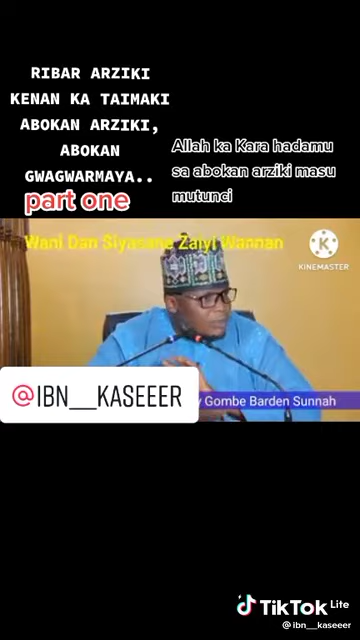 RIBAR ARZIKI
KENAN KA TAIMAKI
ABOKAN ARZIKI,
ABOKAN
GWAGWARMAYA..
part one
Allah ka Kara hadamu
sa abokan arziki masu
mutunci
Wani Dan Siyasane Zaiyi Wannan
KINEMASTER
@IBN__KASEEER
y Gombe Barden Sunnah
TikTok Lite
@ibn__kaseeer